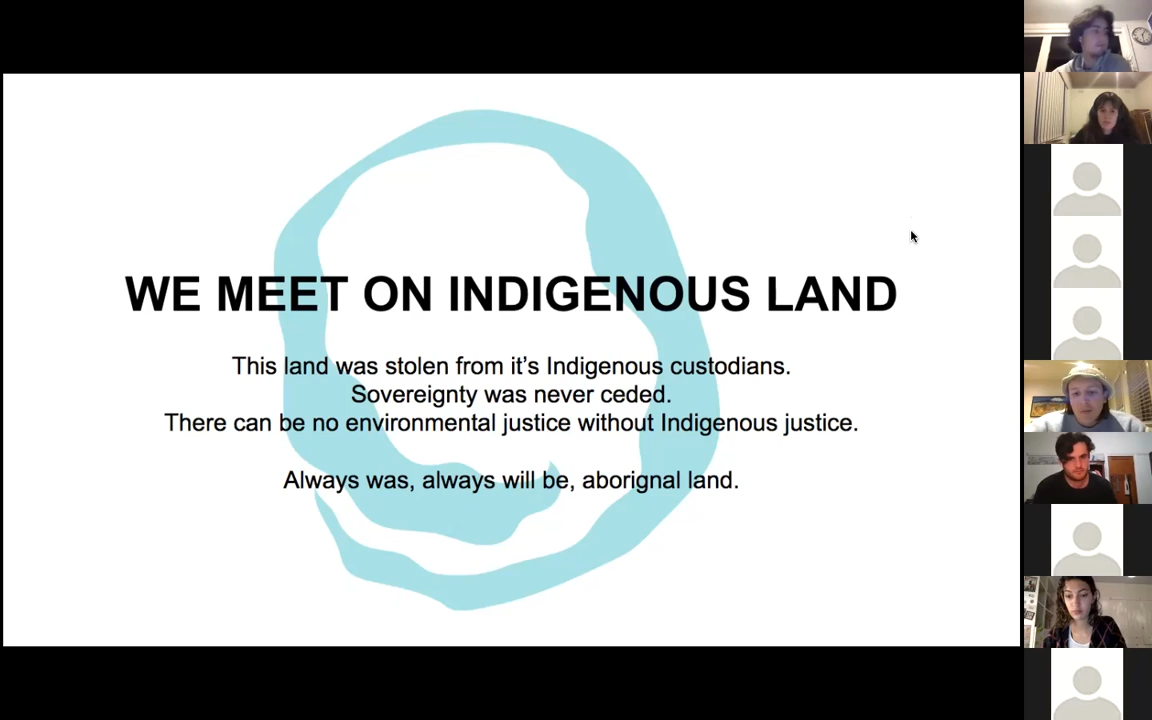 WE MEET ON INDIGENOUS LAND
This land was stolen from it’s Indigenous custodians.
Sovereignty was never ceded.
There can be no environmental justice without Indigenous justice.
Always was, always will be, aborignal land.